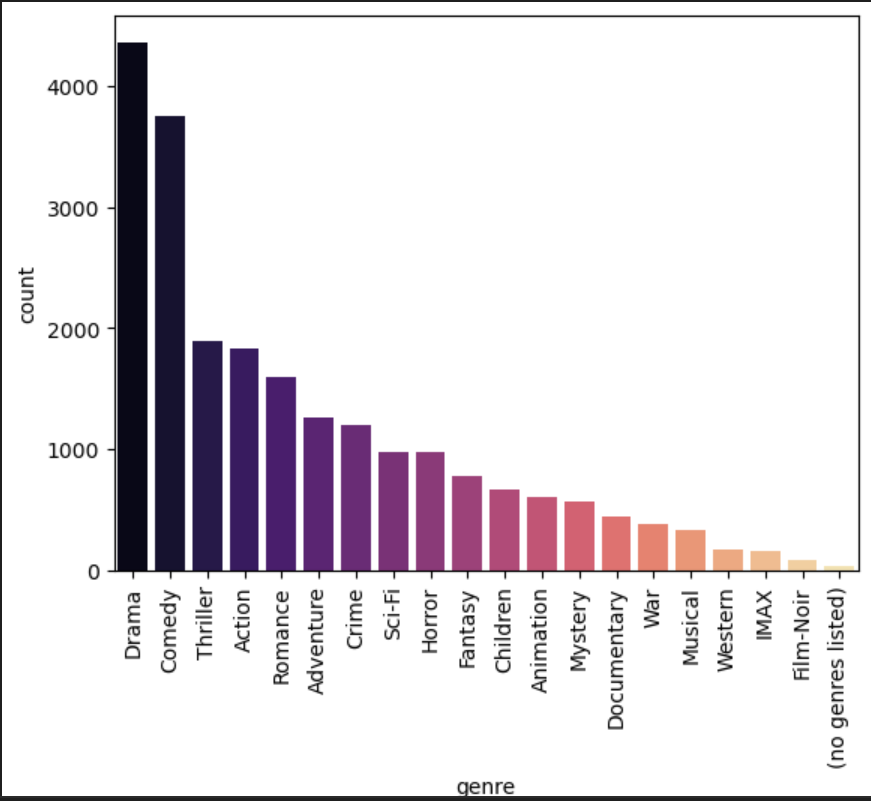 count
4000
3000
2000
1000
0
Drama
Comedy
Thriller
Action
Romance
Adventure
Crime
Sci-Fi
Horror
Fantasy
Children
Animation
Mystery
Documentary
War
Musical
Western
IMAX
Film-Noir
(no genres listed)
genre